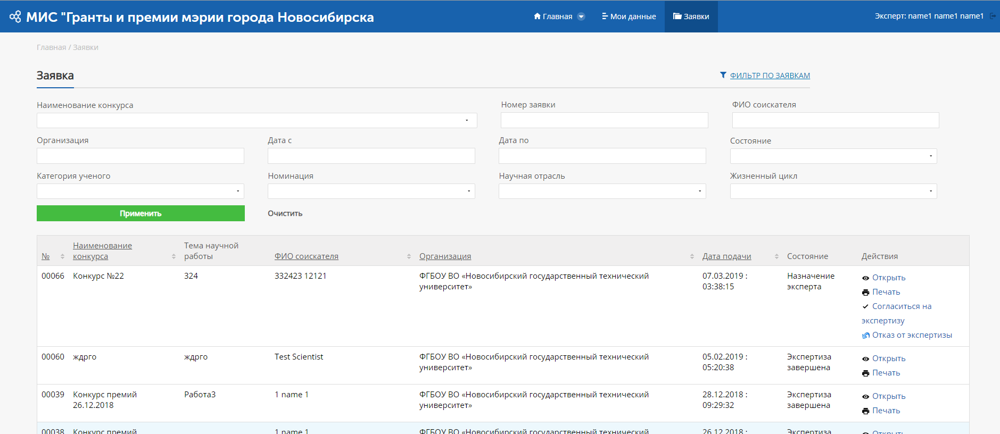 МИС "Гранты и премии мэрии города Новосибирска
Главная
Мои данные
Заявки
Эксперт: name1 name1 name1
Главная / Заявки
Заявка
ФИЛЬТР ПО ЗАЯВКАМ
Наименование конкурса
Номер заявки
ФИО соискателя
Организация
Дата с
Дата по
Состояние
Категория ученого
Номинация
Научная отрасль
Жизненный цикл
Применить
Очистить
№
Наименование
конкурса
Тема научной
работы
ФИО соискателя
Организация
Дата подачи
Состояние
Действия
00066
Конкурс №22
324
332423 12121
ФГБОУ ВО «Новосибирский государственный технический
университет»
07.03.2019 :
03:38:15
Назначение
эксперта
Открыть
Печать
Согласиться на
экспертизу
Отказ от экспертизы
00060
ждрго
ждрго
Test Scientist
ФГБОУ ВО «Новосибирский государственный технический
университет»
05.02.2019 :
05:20:38
Экспертиза
завершена
Открыть
Печать
00039
Конкурс премий
26.12.2018
Работа3
1 name 1
ФГБОУ ВО «Новосибирский государственный технический
университет»
28.12.2018 :
09:29:32
Экспертиза
завершена
Открыть
Печать
00038
Конкурс премий
1 name 1
ФГБОУ ВО «Новосибирский государственный технический
26.12.2018 :
Экспертиза
Открыть